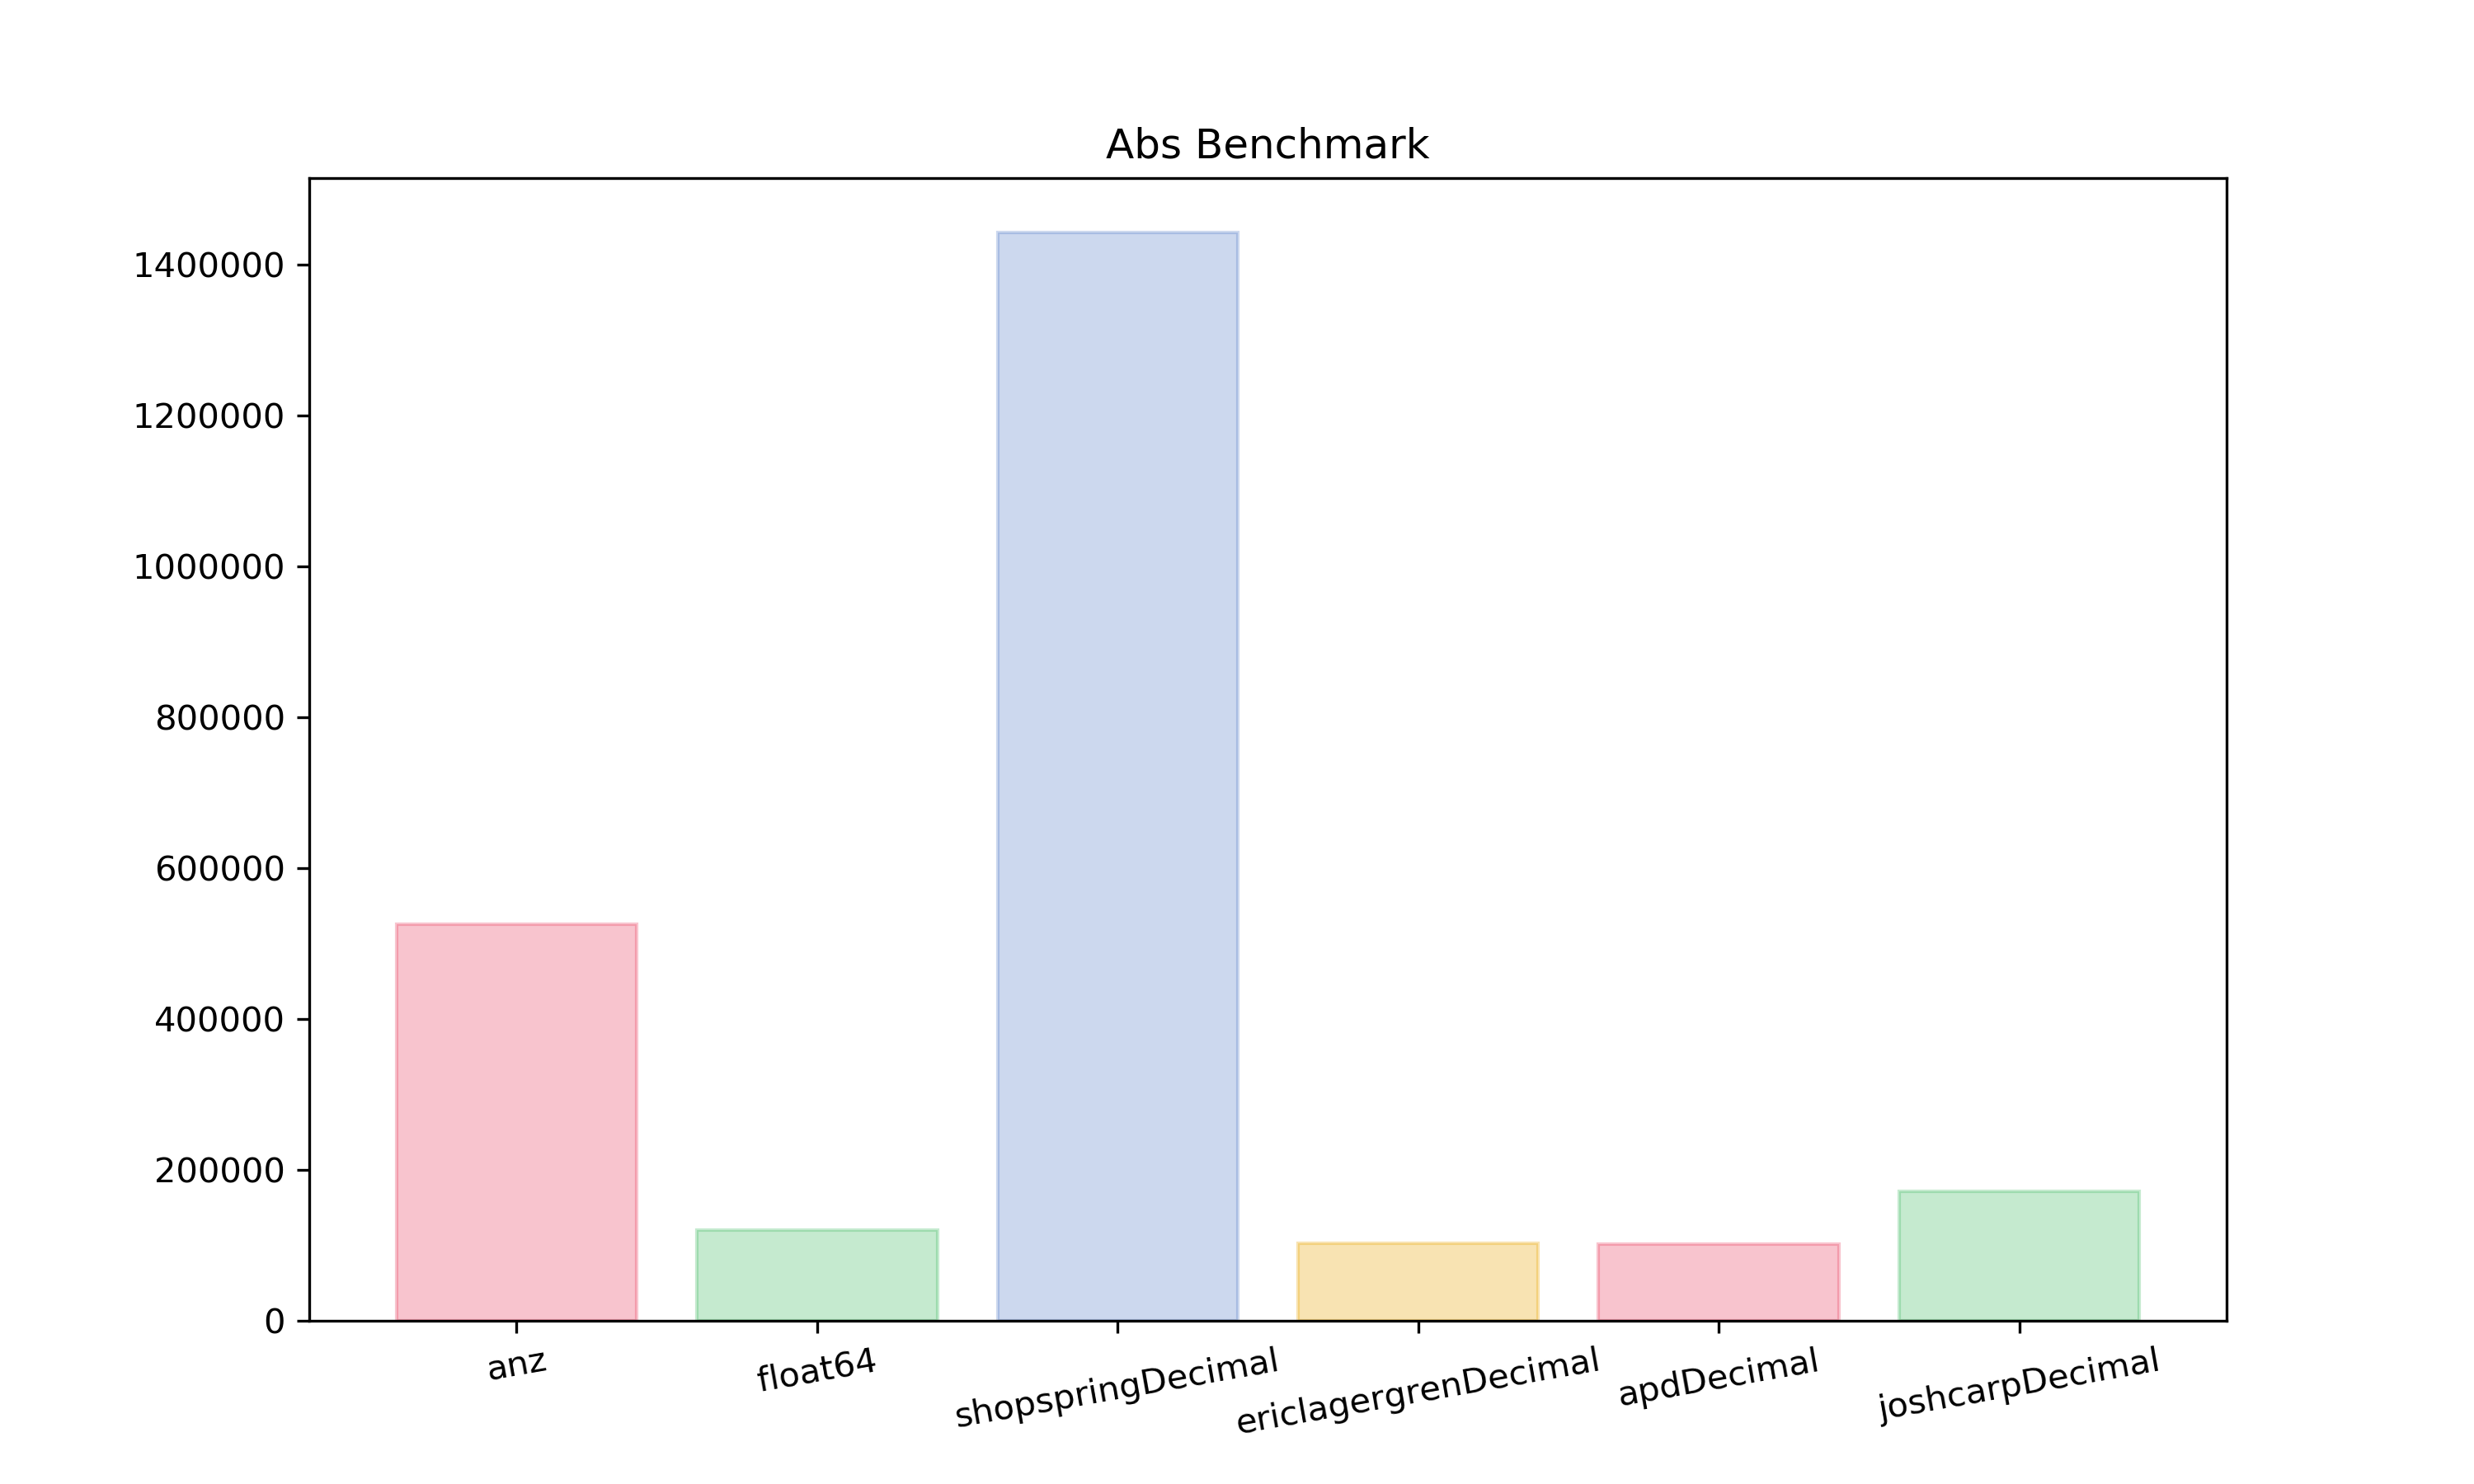 Abs Benchmark
1400000
1200000
1000000
800000
600000
400000
200000
0
anz
float64
shopspringDecimal
ericlagergrenDecimal
apdDecimal
joshcarpDecimal